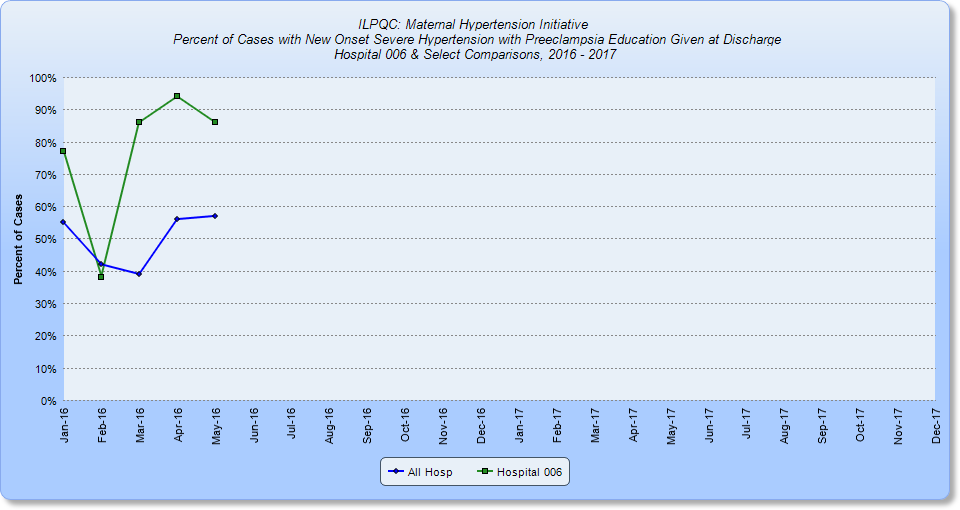 ILPQC: Maternal Hypertension Initiative
Percent of Cases with New Onset Severe Hypertension with Preeclampsia Education Given at Discharge
Hospital 006 & Select Comparisons, 2016 - 2017
Percent of Cases
100%
90%
80%
70%
60%
50%
40%
30%
20%
10%
0%
Jan-16
Feb-16
Mar-16
Apr-16
May-16
Jun-16
Jul-16
Aug-16
Sep-16
Oct-16
Nov-16
Dec-16
Jan-17
Feb-17
Mar-17
Apr-17
May-17
Jun-17
Jul-17
Aug-17
Sep-17
Oct-17
Nov-17
Dec-17
All Hosp
Hospital 006